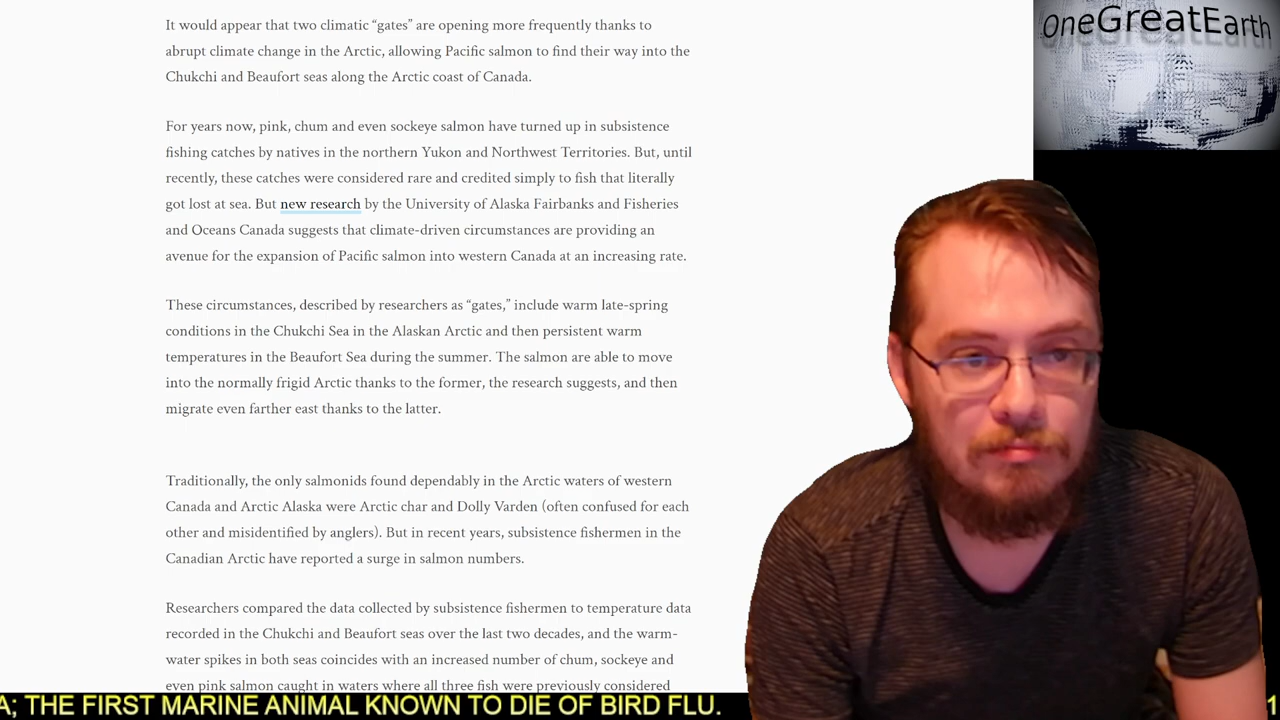 It would appear that two climatic “gates” are opening more frequently thanks to
abrupt climate change in the Arctic, allowing Pacific salmon to find their way into the
Chukchi and Beaufort seas along the Arctic coast of Canada.
For years now, pink, chum and even sockeye salmon have turned up in subsistence
fishing catches by natives in the northern Yukon and Northwest Territories. But, until
recently, these catches were considered rare and credited simply to fish that literally
got lost at sea. But new research by the University of Alaska Fairbanks and Fisheries
and Oceans Canada suggests that climate-driven circumstances are providing an
avenue for the expansion of Pacific salmon into western Canada at an increasing rate.
These circumstances, described by researchers as “gates,” include warm late-spring
conditions in the Chukchi Sea in the Alaskan Arctic and then persistent warm
temperatures in the Beaufort Sea during the summer. The salmon are able to move
into the normally frigid Arctic thanks to the former, the research suggests, and then
migrate even farther east thanks to the latter.
Traditionally, the only salmonids found dependably in the Arctic waters of western
Canada and Arctic Alaska were Arctic char and Dolly Varden (often confused for each
other and misidentified by anglers). But in recent years, subsistence fishermen in the
Canadian Arctic have reported a surge in salmon numbers.
Researchers compared the data collected by subsistence fishermen to temperature data
recorded in the Chukchi and Beaufort seas over the last two decades, and the warm-
water spikes in both seas coincides with an increased number of chum, sockeye and
even pink salmon caught in waters where all three fish were previously considered
OneGreatEarth
A; THE FIRST MARINE ANIMAL KNOWN TO DIE OF BIRD FLU. 1